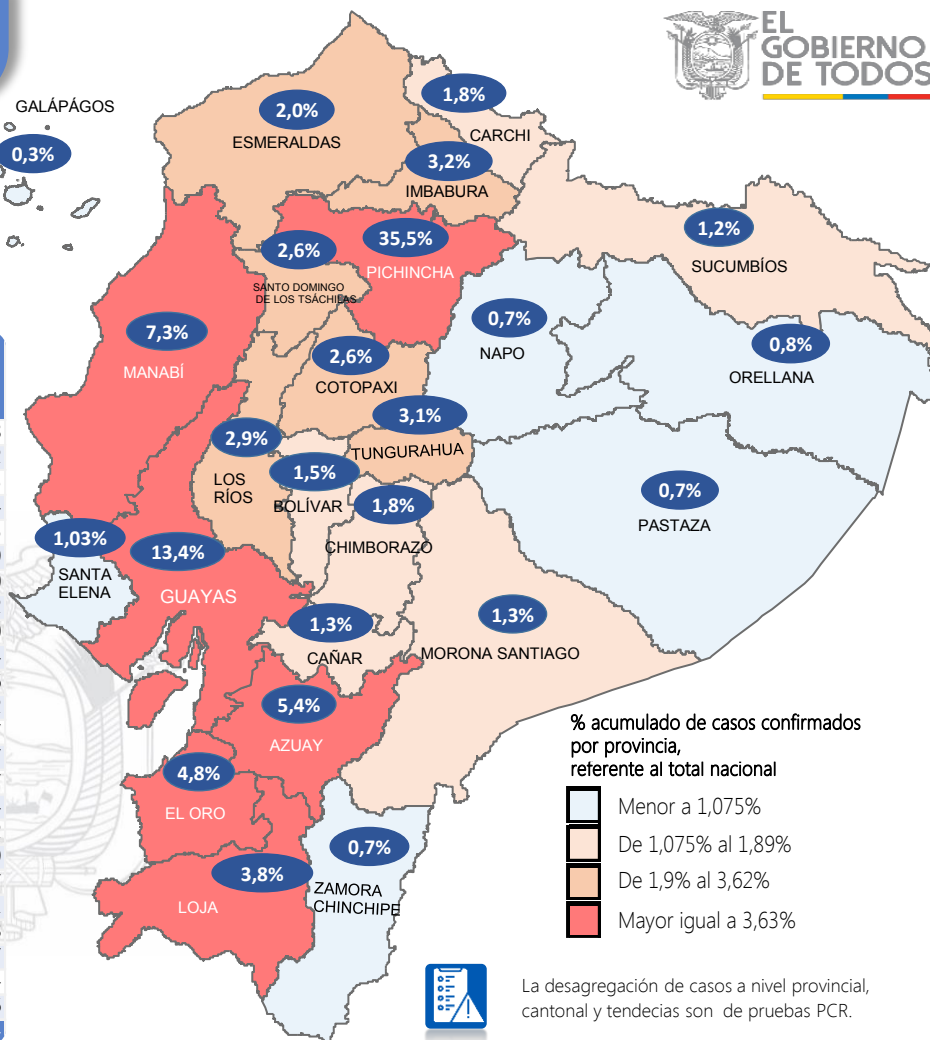 EL
GOBIERNO
DE TODOS
GALÁPÁGOS
0,3%
2,0%
ESMERALDAS
1,8%
CARCHI
3,2%
IMBABURA
1,2%
SUCUMBÍOS
35,5%
PICHINCHA
2,6%
SANTO DOMINGO
DE LOS TSÁCHILAS
7,3%
MANABÍ
0,7%
NAPO
0,8%
ORELLANA
2,6%
COTOPAXI
3,1%
TUNGURAHUA
2,9%
LOS
RÍOS
1,5%
BOLÍVAR
1,8%
CHIMBORAZO
0,7%
PASTAZA
1,03%
SANTA
ELENA
13,4%
GUAYAS
1,3%
CAÑAR
1,3%
MORONA SANTIAGO
5,4%
AZUAY
4,8%
EL ORO
3,8%
LOJA
0,7%
ZAMORA
CHINCHIPE
% acumulado de casos confirmados
por provincia,
referente al total nacional
Menor a 1,075%
De 1,075% al 1,89%
De 1,9% al 3,62%
Mayor igual a 3,63%
La desagregación de casos a nivel provincial,
cantonal y tendecias son de pruebas PCR.